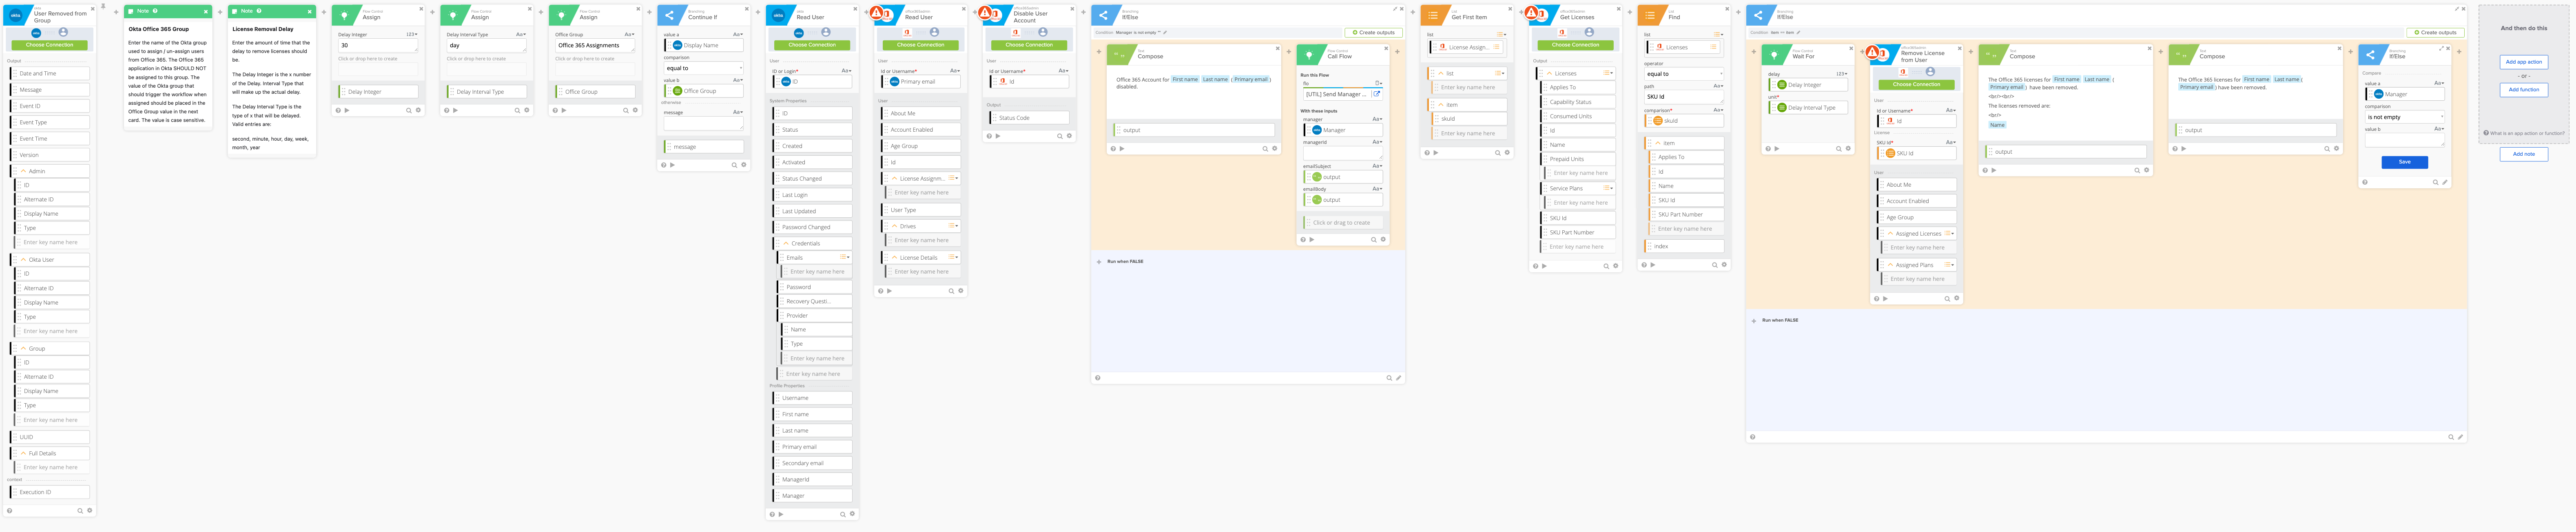 okta
User Removed from
Group
Choose Connection
Output
Date and Time
Message
Event ID
Event Type
Event Time
Version
Admin
ID
Alternate ID
Display Name
Type
Enter key name here
Okta User
ID
Alternate ID
Display Name
Type
Enter key name here
Group
ID
Alternate ID
Display Name
Type
Enter key name here
UUID
Full Details
Enter key name here
context
Execution ID
Note
Okta Office 365 Group
Enter the name of the Okta group
used to assign / un-assign users
from Office 365. The Office 365
application in Okta SHOULD NOT
be assigned to this group. The
value of the Okta group that
should trigger the workflow when
assigned should be placed in the
Office Group value in the next
card. The value is case sensitive.
Note
License Removal Delay
Enter the amount of time that the
delay to remove licenses should
be.
The Delay Integer is the x number
of the Delay. Interval Type that
will make up the actual delay.
The Delay Interval Type is the
type of x that will be delayed.
Valid entries are:
second, minute, hour, day, week,
month, year
Flow Control
Assign
Delay Integer
123
30
Click or drop here to create
Delay Integer
Flow Control
Assign
Delay Interval Type
Aa
day
Click or drop here to create
Delay Interval Type
Flow Control
Assign
Office Group
Aa
Office 365 Assignments
Click or drop here to create
Office Group
Branching
Continue If
value a
Aa
Display Name
comparison
equal to
value b
Aa
Office Group
otherwise
message
Aa
message
okta
Read User
Choose Connection
User
ID or Login*
Aa
ID
System Properties
ID
Status
Created
Activated
Status Changed
Last Login
Last Updated
Password Changed
Credentials
Emails
Enter key name here
Password
Recovery Questi...
Provider
Name
Type
Enter key name here
Enter key name here
Profile Properties
Username
First name
Last name
Primary email
Secondary email
ManagerId
Manager
office365admin
Read User
Choose Connection
User
Id or Username*
Aa
Primary email
User
About Me
Account Enabled
Age Group
Id
License Assignm...
Enter key name here
User Type
Drives
Enter key name here
License Details
Enter key name here
office365admin
Disable User
Account
Choose Connection
User
Id or Username*
Aa
Id
Output
Status Code
Branching
If/Else
Condition Manager is not empty ""
Create outputs
Text
Compose
Office 365 Account for First name Last name ( Primary email )
disabled.
output
Flow Control
Call Flow
Run this Flow
flo
[UTIL] Send Manager ...
With these inputs
manager
Aa
Manager
managerId
Aa
emailSubject
Aa
output
emailBody
Aa
output
Click or drag to create
Run when FALSE
List
Get First Item
list
License Assign...
list
Enter key name here
item
skuId
Enter key name here
office365admin
Get Licenses
Choose Connection
Output
Licenses
Applies To
Capability Status
Consumed Units
Id
Name
Prepaid Units
Enter key name here
Service Plans
Enter key name here
SKU Id
SKU Part Number
Enter key name here
List
Find
list
Licenses
operator
equal to
path
SKU Id
comparison*
Aa
skuId
item
Applies To
Id
Name
SKU Id
SKU Part Number
Enter key name here
index
Branching
If/Else
Create outputs
Flow Control
Wait For
delay
123
Delay Integer
unit*
Aa
Delay Interval Type
office365admin
Remove License
from User
Choose Connection
User
Id or Username*
Aa
Id
License
SKU Id*
Aa
SKU Id
User
About Me
Account Enabled
Age Group
Assigned Licenses
Enter key name here
Assigned Plans
Enter key name here
Text
Compose
The Office 365 licenses for First name Last name (
Primary email ) have been removed.
<br/><br/>
The licenses removed are:
<br/>
Name
output
Text
Compose
The Office 365 licenses for First name Last name (
Primary email ) have been removed.
output
Branching
If/Else
Compare
value a
Aa
Manager
comparison
is not empty
value b
Aa
Save
Run when FALSE
And then do this
Add app action
- or -
Add function
What is an app action or function?
Add note